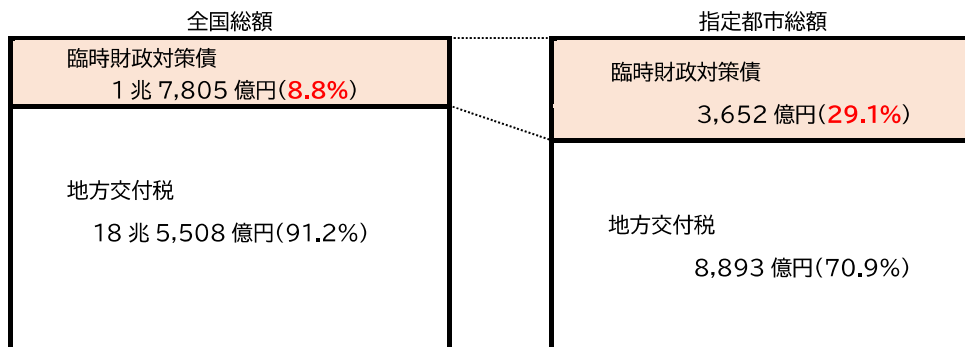 全国総額
臨時財政対策債
1 兆 7,805 億円(8.8%)
地方交付税
18 兆 5,508 億円(91.2%)
指定都市総額
臨時財政対策債
3,652 億円(29.1%)
地方交付税
8,893 億円(70.9%)